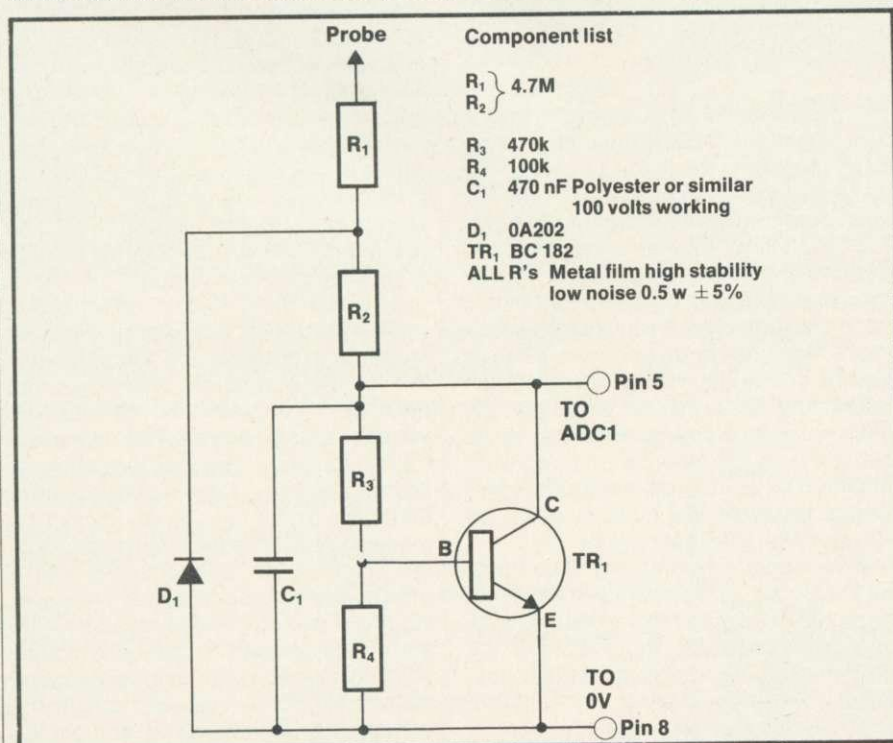 Probe
Component list
R₁
R₂ } 4.7M
R₃ 470k
R₄ 100k
C₁ 470 nF Polyester or similar
100 volts working
D₁ 0A202
TR₁ BC 182
ALL R's Metal film high stability
low noise 0.5 w ±5%
R₁
R₂
Pin 5
TO
ADC1
R₃
C
B
TR₁
D₁
C₁
E
R₄
TO
0V
Pin 8